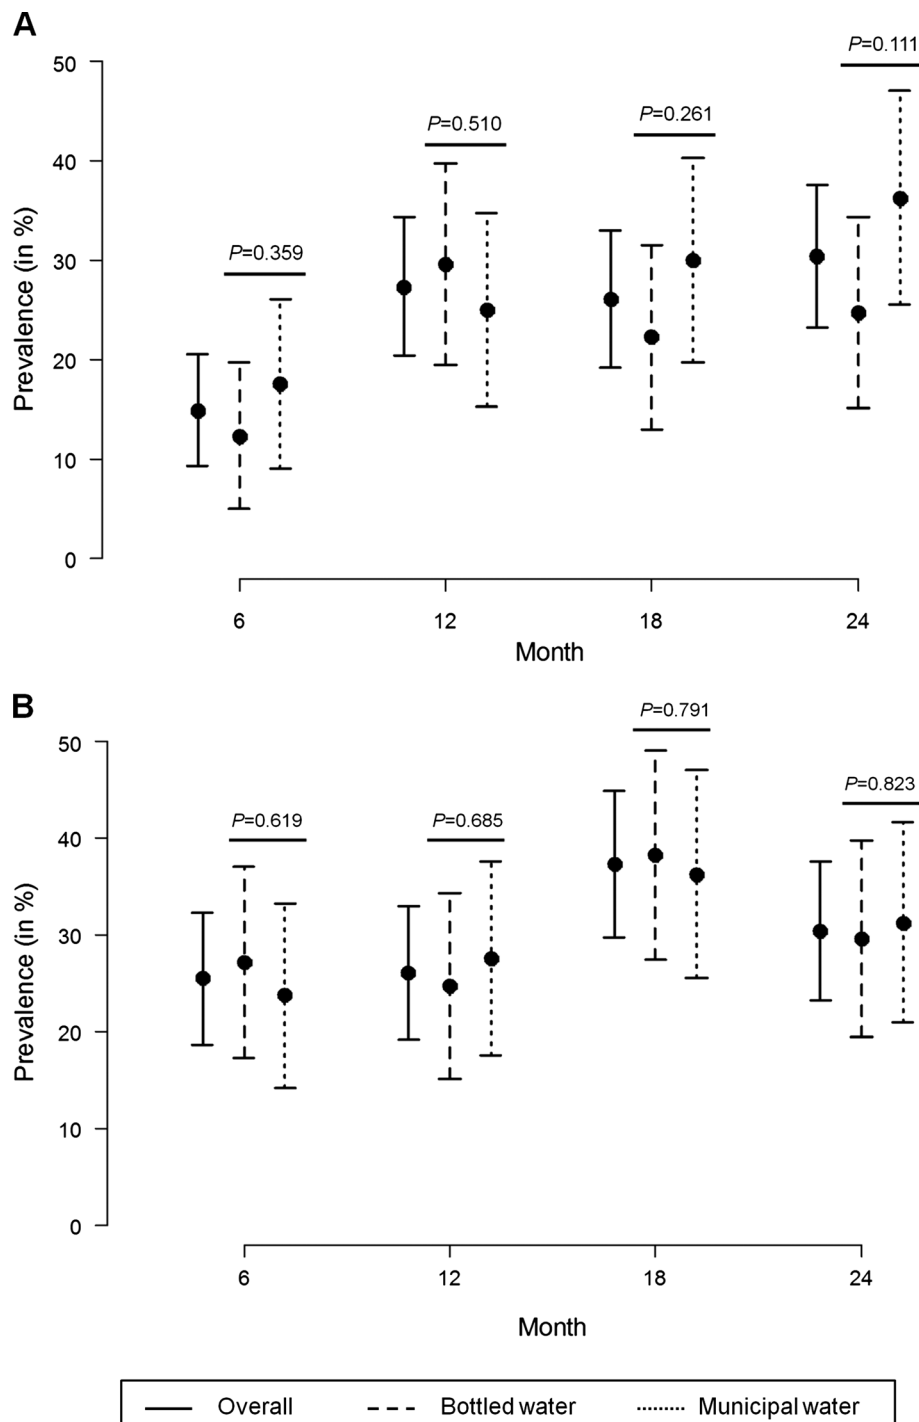 A
P=0.111
50
P=0.510
P=0.261
40
P=0.359
30
20
10
0
Prevalence (in %)
6 12 18 24
Month
B
P=0.791
50
P=0.823
P=0.619
P=0.685
40
30
20
10
0
Prevalence (in %)
6 12 18 24
Month
Overall Bottled water Municipal water